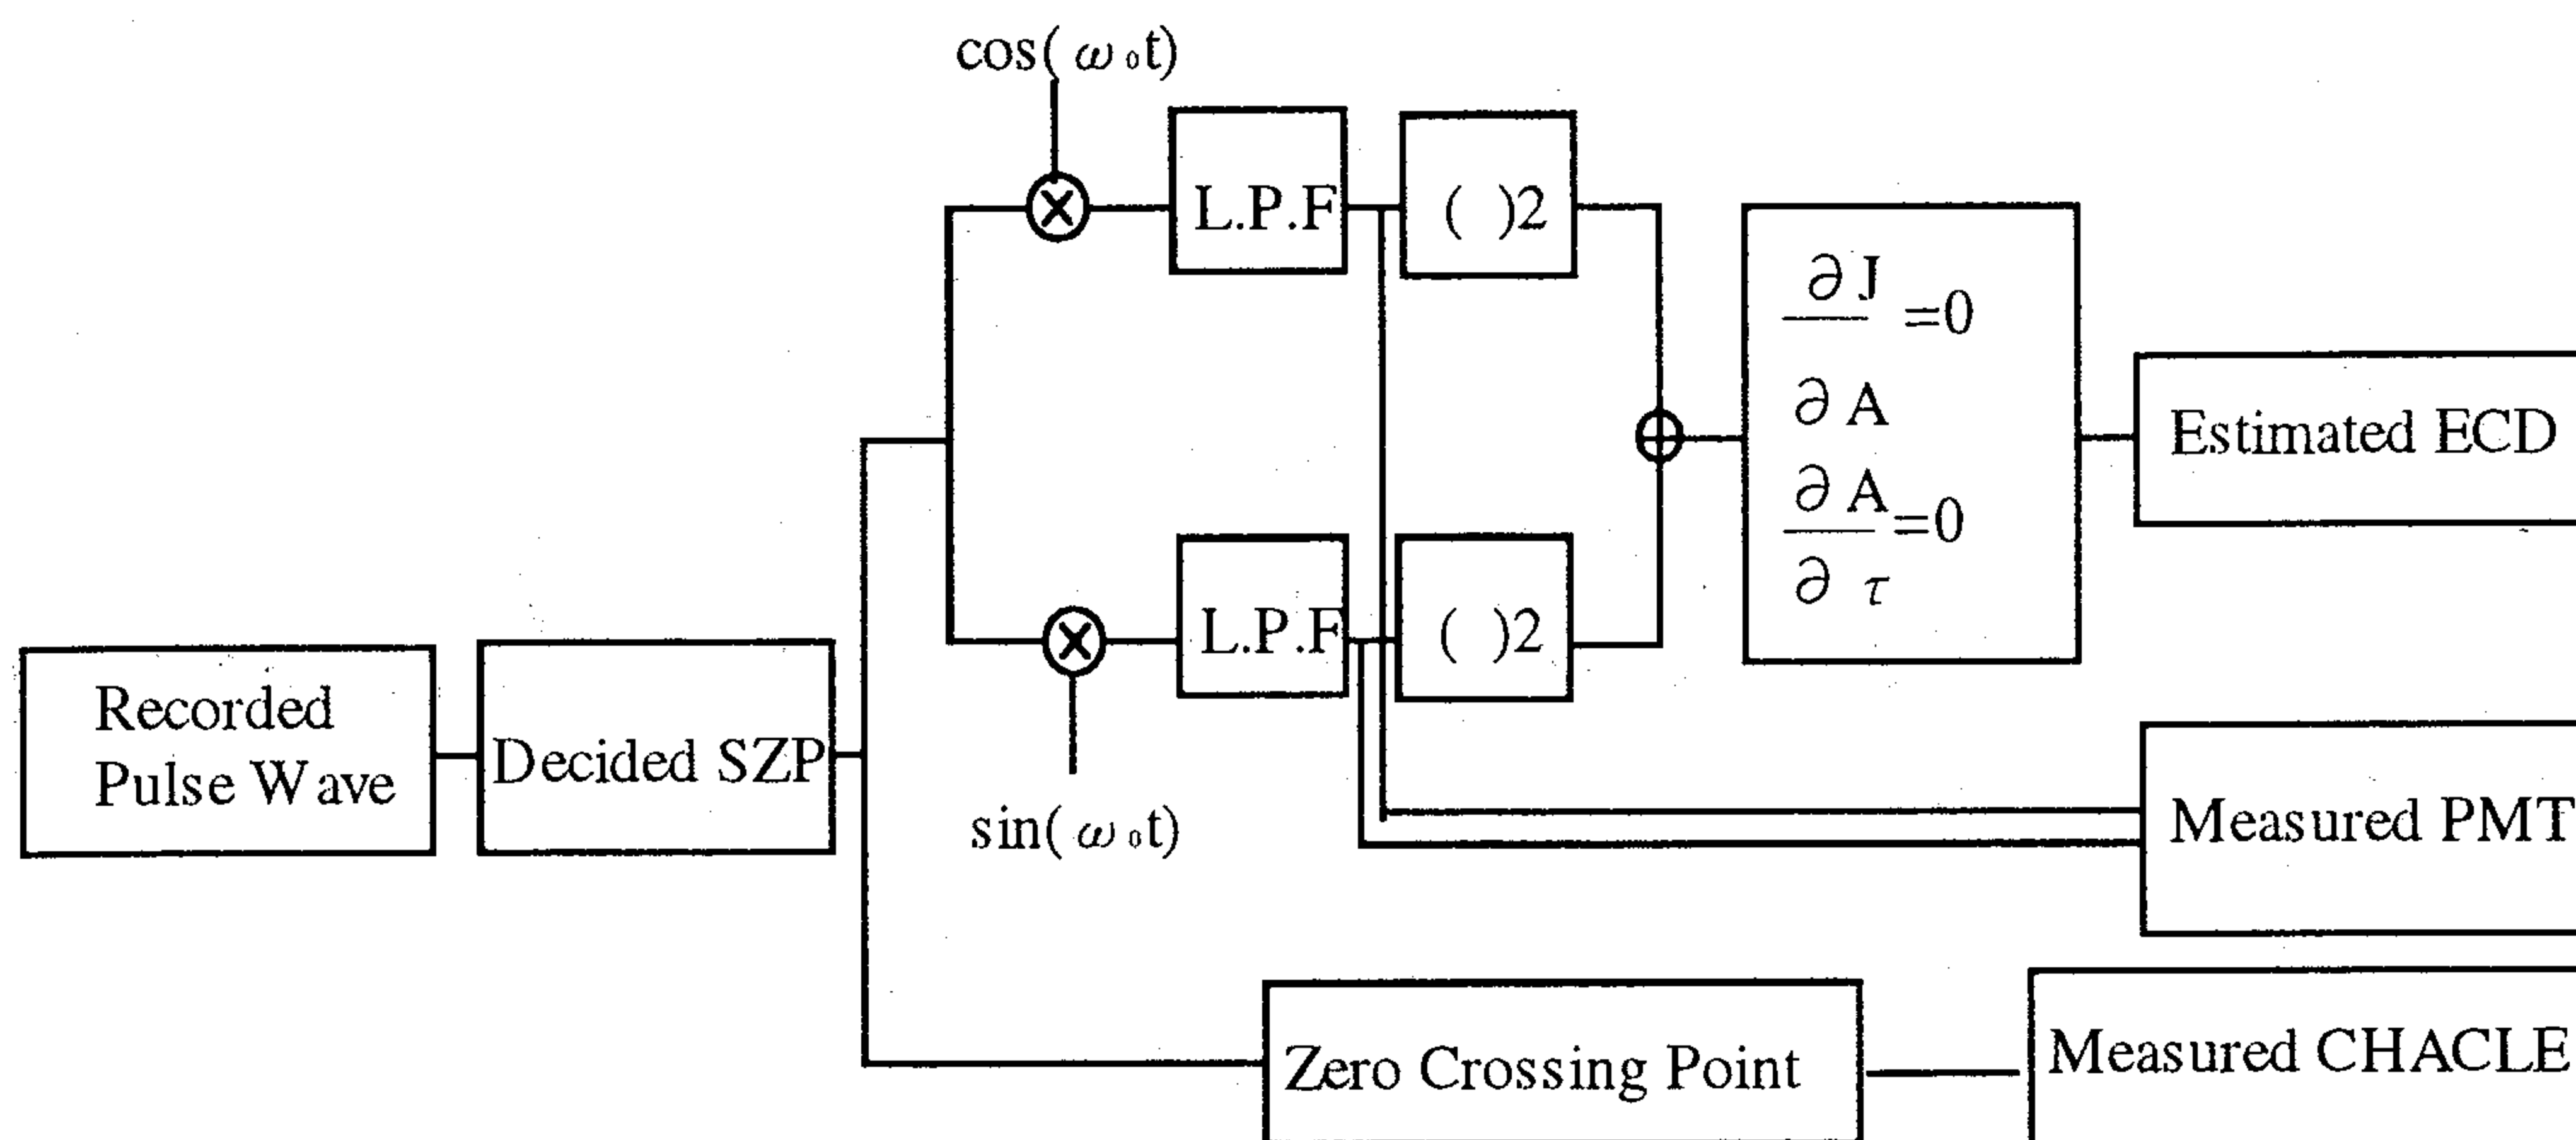 cos( ω₀t)
L.P.F
( )2
∂ J
=0
∂ A
∂ A
=0
∂ τ
Estimated ECD
L.P.F
( )2
Recorded
Pulse Wave
Decided SZP
sin( ω₀t)
Measured PMT
Zero Crossing Point
Measured CHACLE